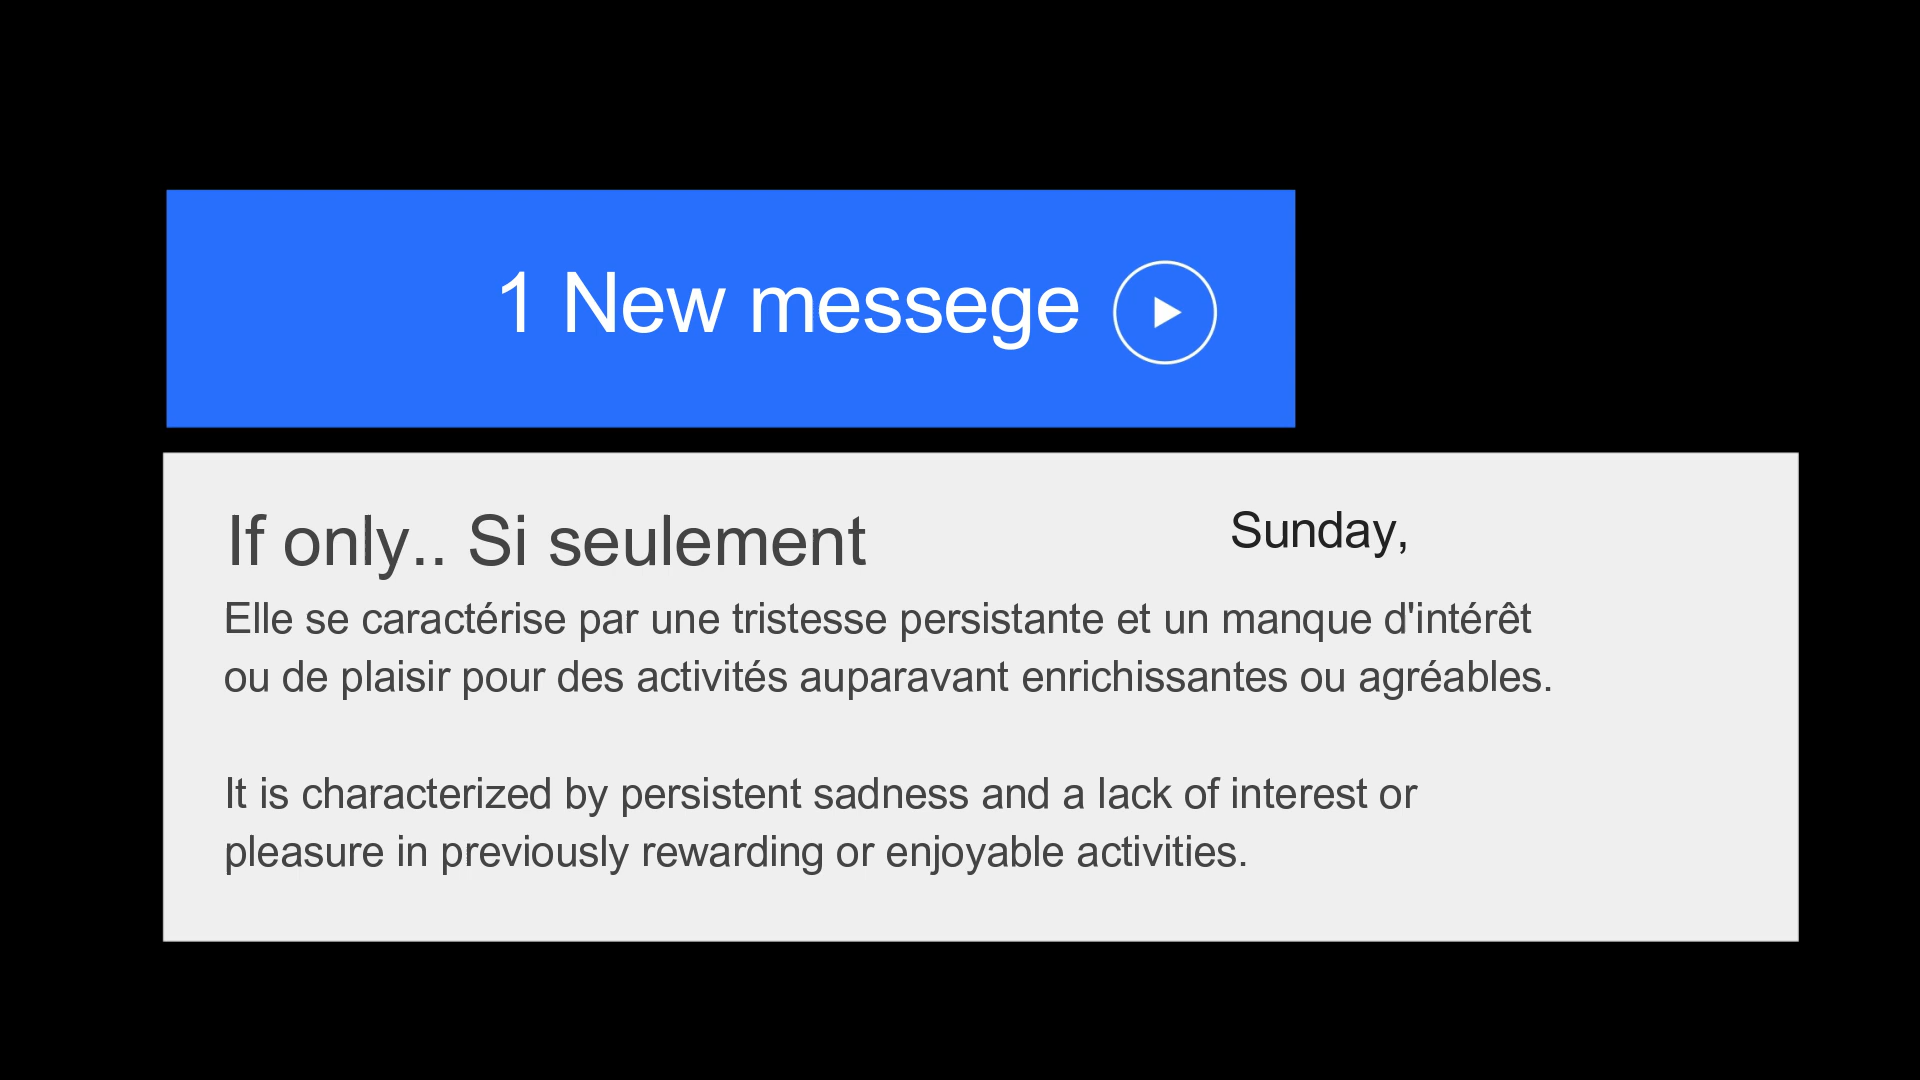 1 New messege
If only.. Si seulement
Sunday,
Elle se caractérise par une tristesse persistante et un manque d'intérêt
ou de plaisir pour des activités auparavant enrichissantes ou agréables.
It is characterized by persistent sadness and a lack of interest or
pleasure in previously rewarding or enjoyable activities.